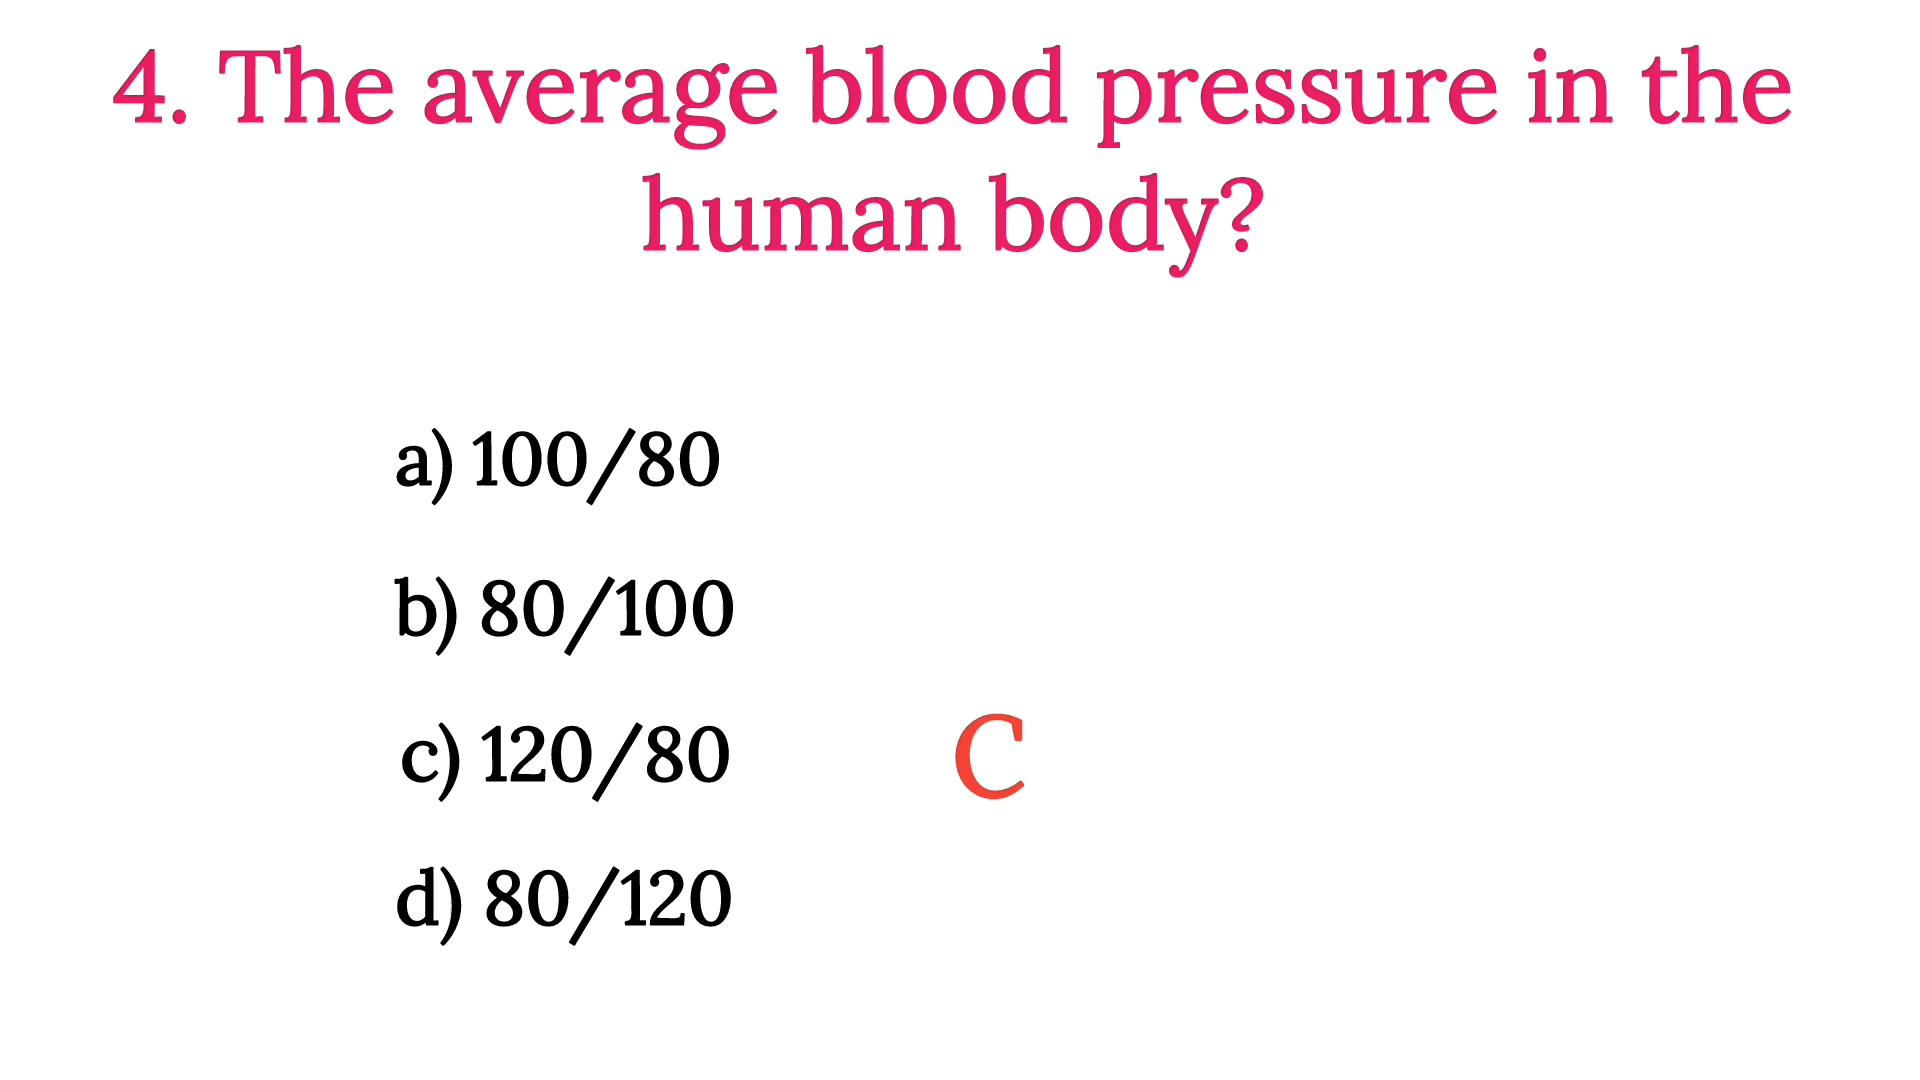 4. The average blood pressure in the
human body?
a) 100/80
b) 80/100
c) 120/80
C
d) 80/120